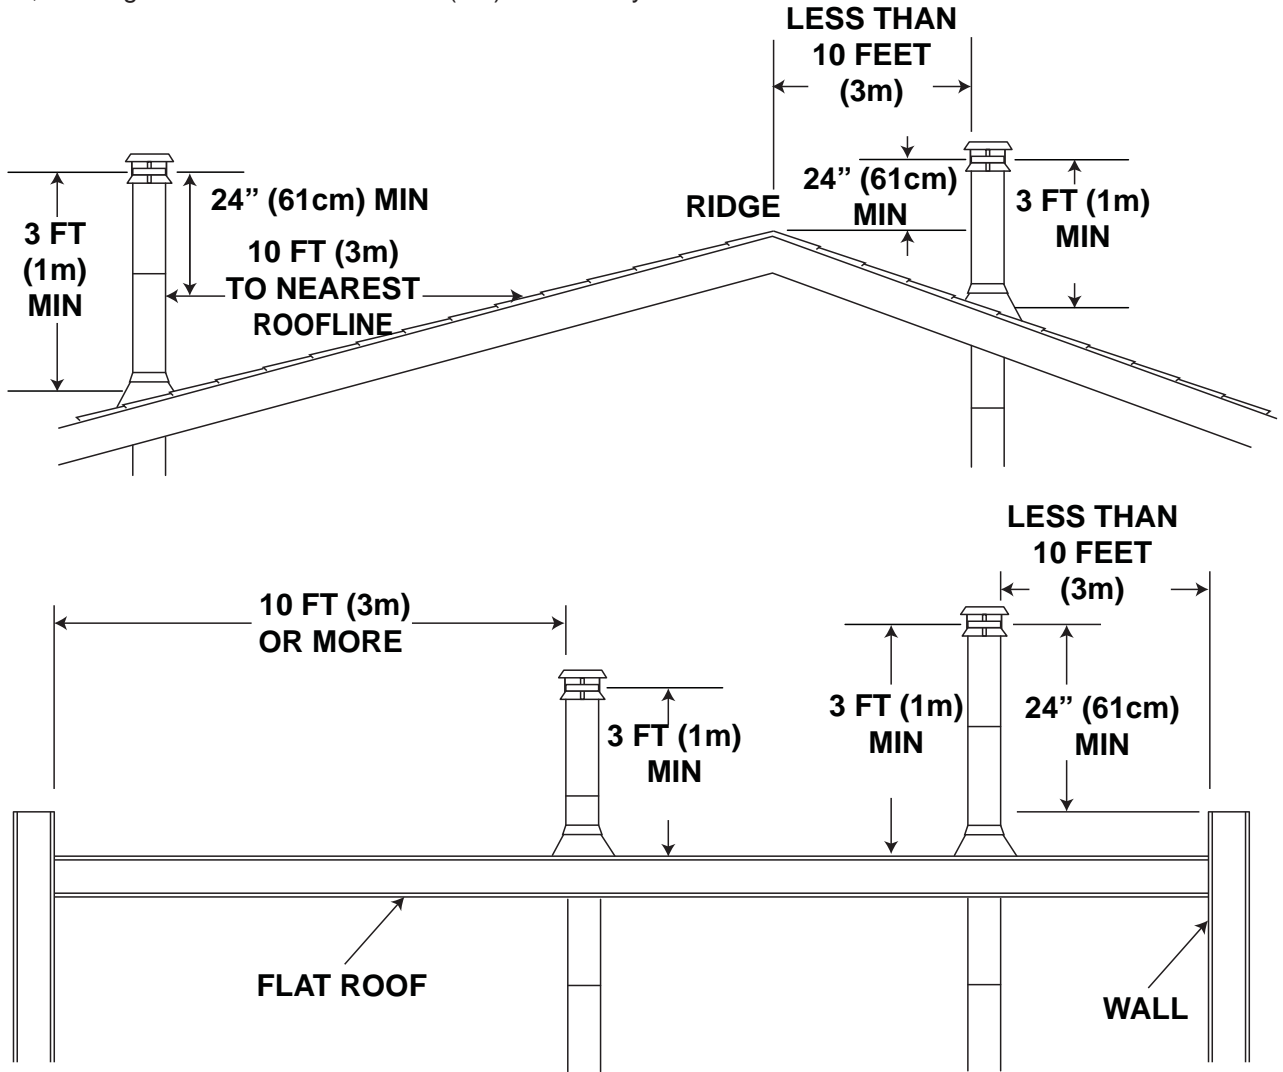 LESS THAN
10 FEET
(3m)
24” (61cm) MIN
3 FT
(1m)
MIN
10 FT (3m)
TO NEAREST
ROOFLINE
RIDGE
24” (61cm)
MIN
3 FT (1m)
MIN
LESS THAN
10 FEET
(3m)
10 FT (3m)
OR MORE
3 FT (1m)
MIN
3 FT (1m)
MIN
24” (61cm)
MIN
FLAT ROOF
WALL